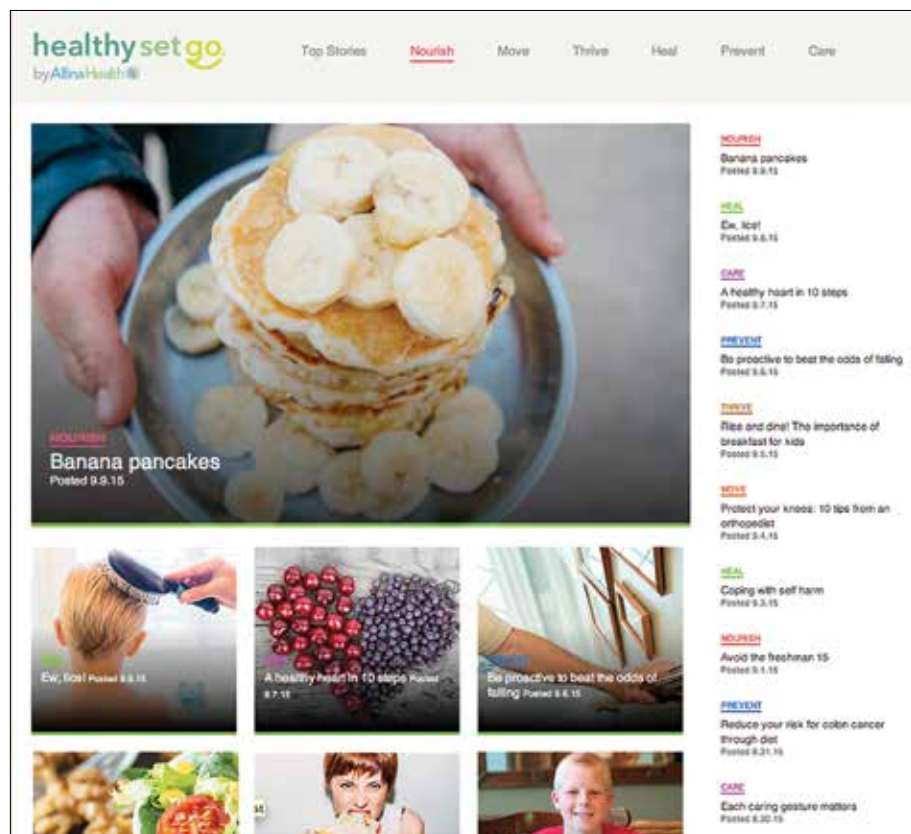 healthy set go
by Allina Health
Top Stories Nourish Move Thrive Heal Prevent Care
NOURISH
Banana pancakes
Posted 9.9.15
Ew, lice! Posted
A healthy heart in 10 steps Posted
9.7.15
Be proactive to beat the odds of
falling Posted
NOURISH
Banana pancakes
Posted 9.9.15
HEAL
Ew, lice!
Posted
CARE
A healthy heart in 10 steps
Posted 9.7.15
PREVENT
Be proactive to beat the odds of falling
Posted
THRIVE
Rise and dine! The importance of
breakfast for kids
Posted 9.5.15
MOVE
Protect your knees: 10 tips from an
orthopedist
Posted 9.4.15
HEAL
Coping with self harm
Posted 9.3.15
NOURISH
Avoid the freshman 15
Posted 9.1.15
PREVENT
Reduce your risk for colon cancer
through diet
Posted 8.31.15
CARE
Each caring gesture matters
Posted 8.30.15